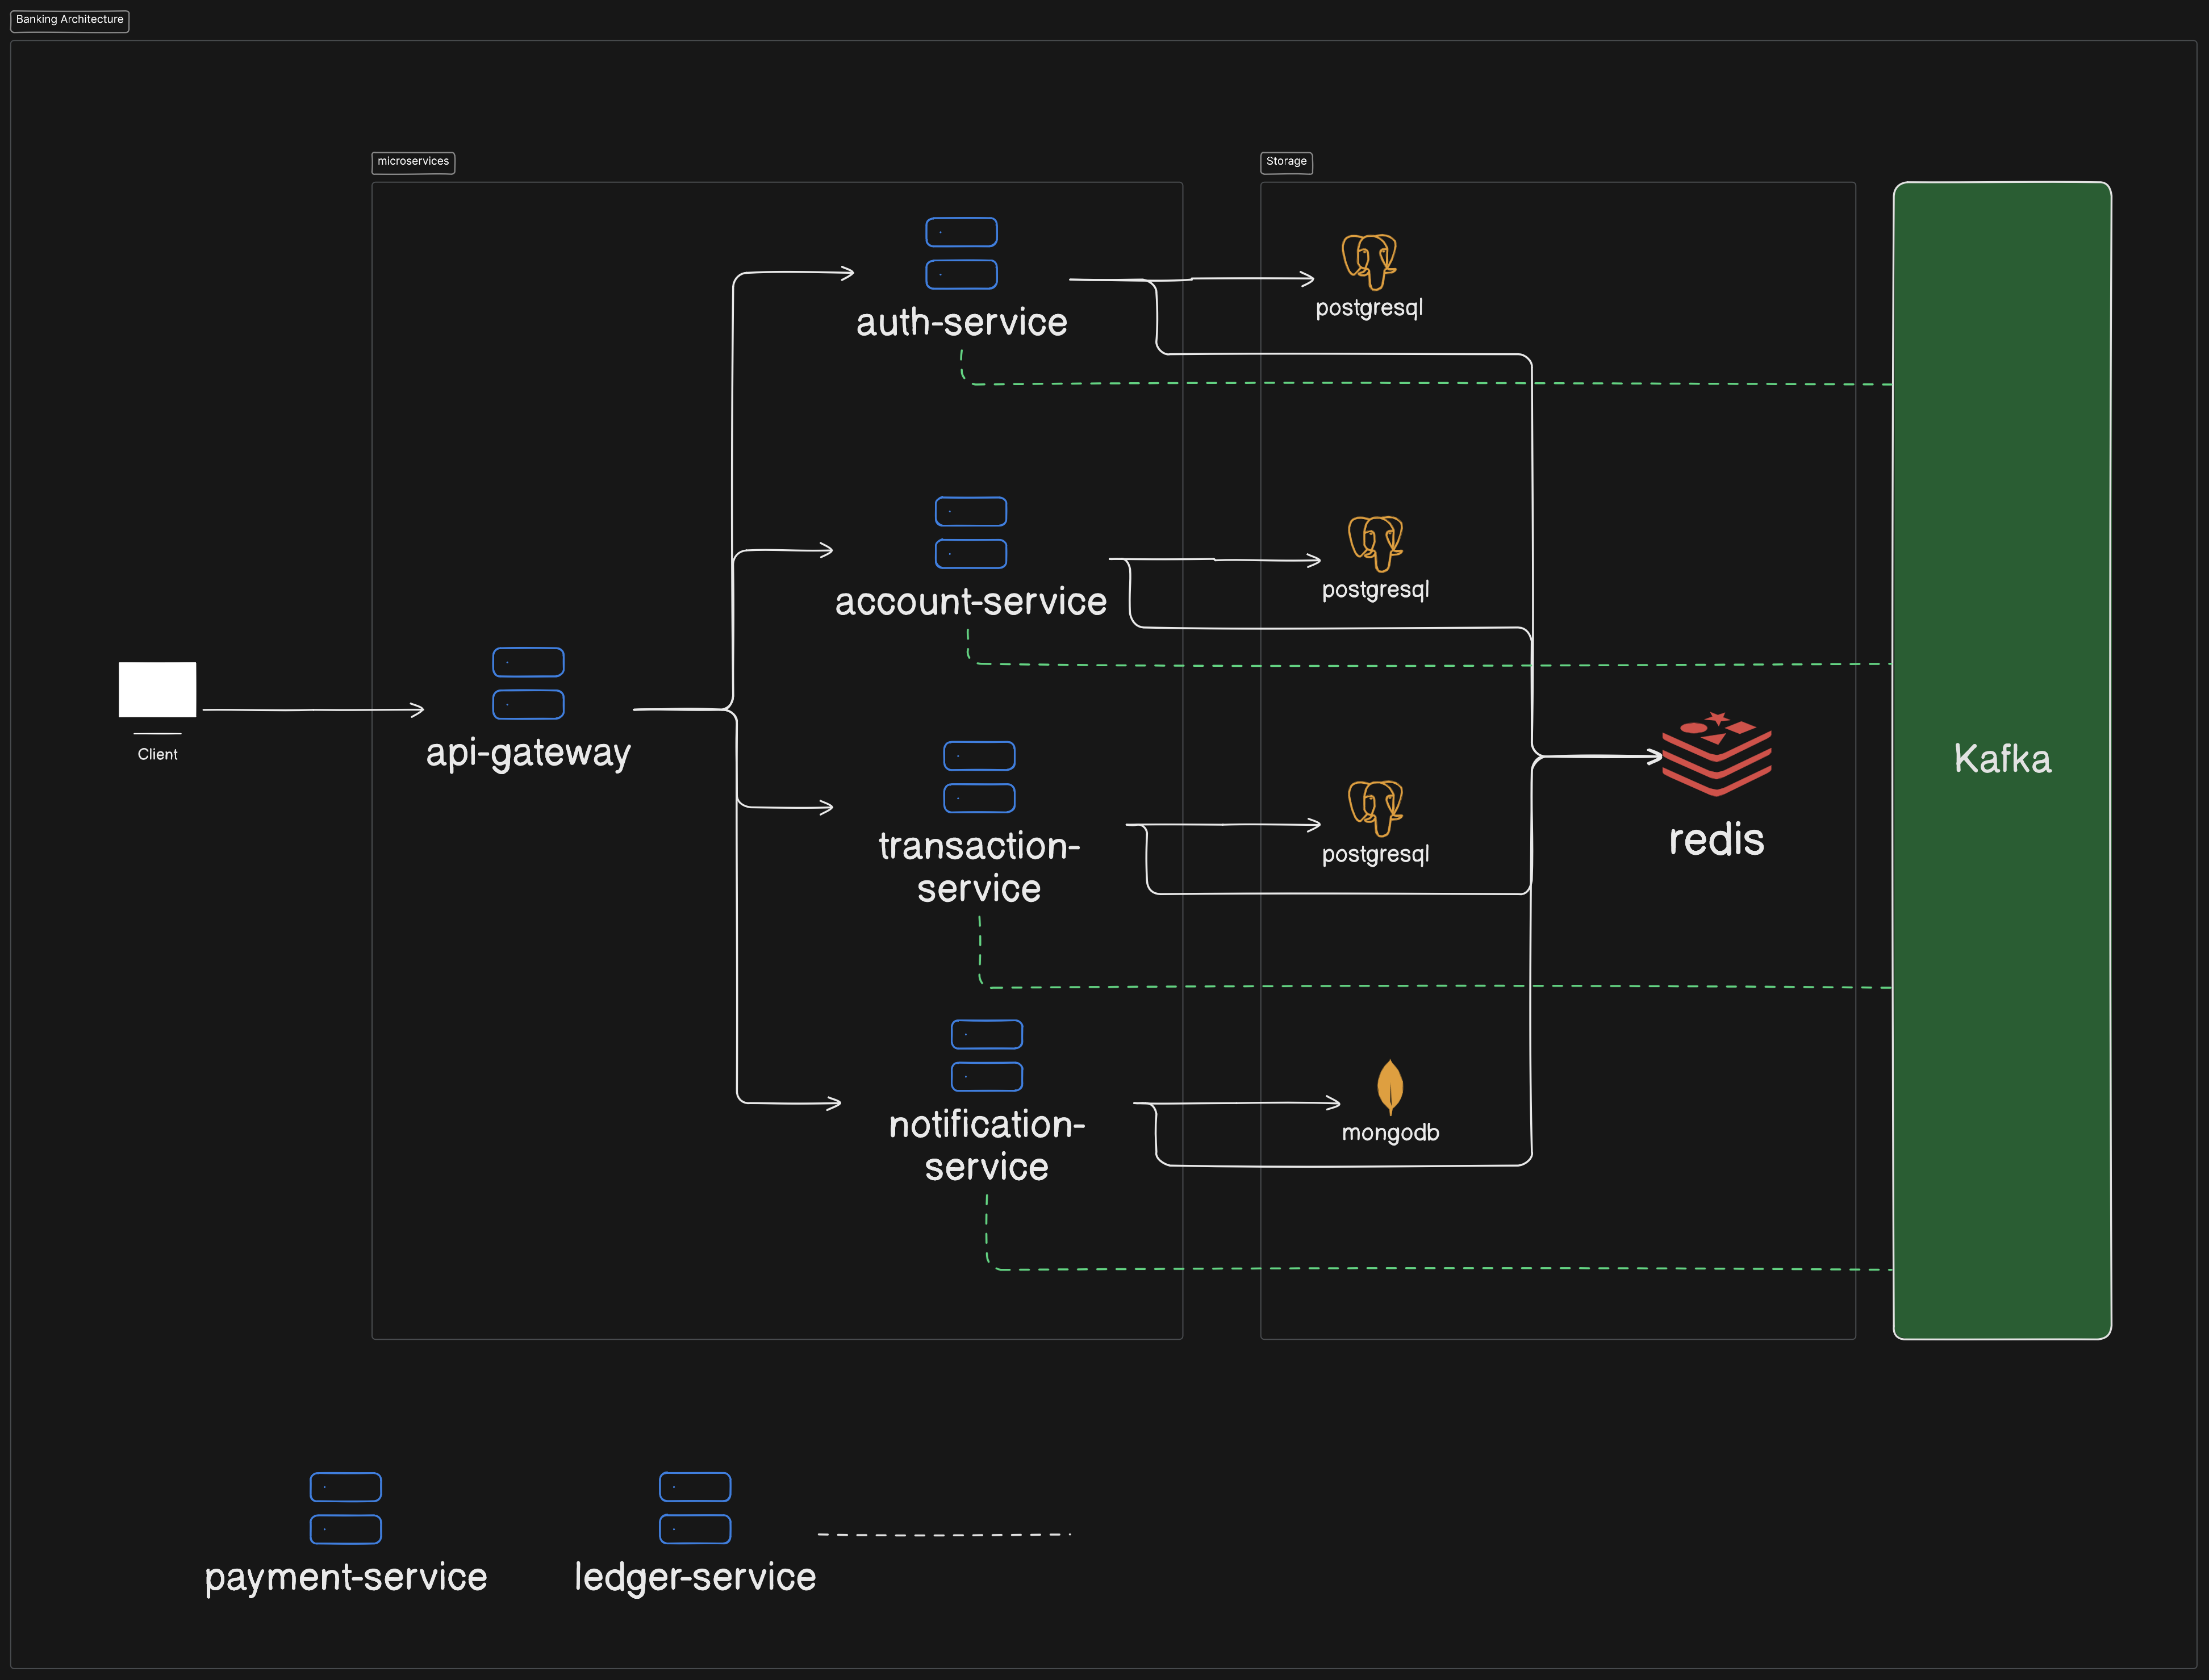 Banking Architecture
microservices
Storage
auth-service
postgresql
account-service
postgresql
Client
api-gateway
transaction-
service
postgresql
redis
Kafka
notification-
service
mongodb
payment-service
ledger-service